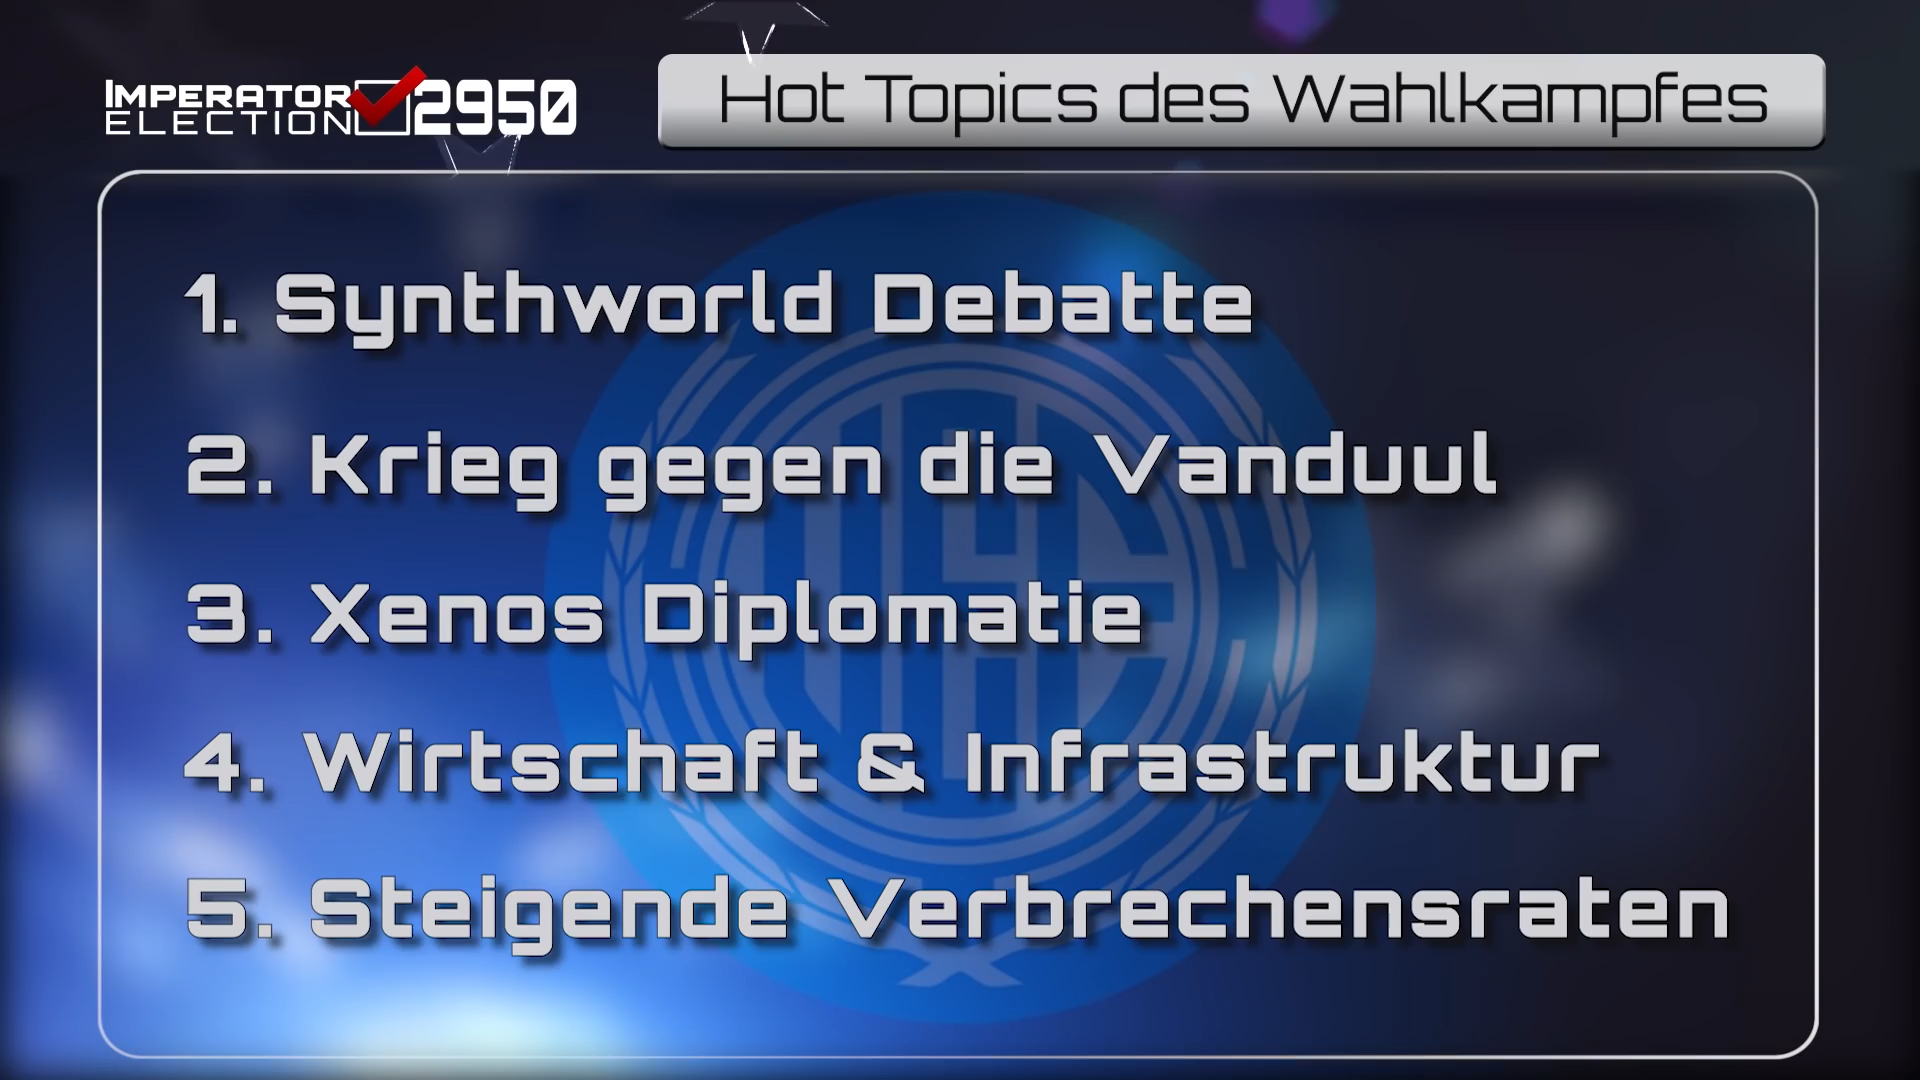 IMPERATOR
ELECTION
2950
Hot Topics des Wahlkampfes
1. Synthworld Debatte
2. Krieg gegen die Vanduul
3. Xenos Diplomatie
4. Wirtschaft & Infrastruktur
5. Steigende Verbrechensraten
UEE